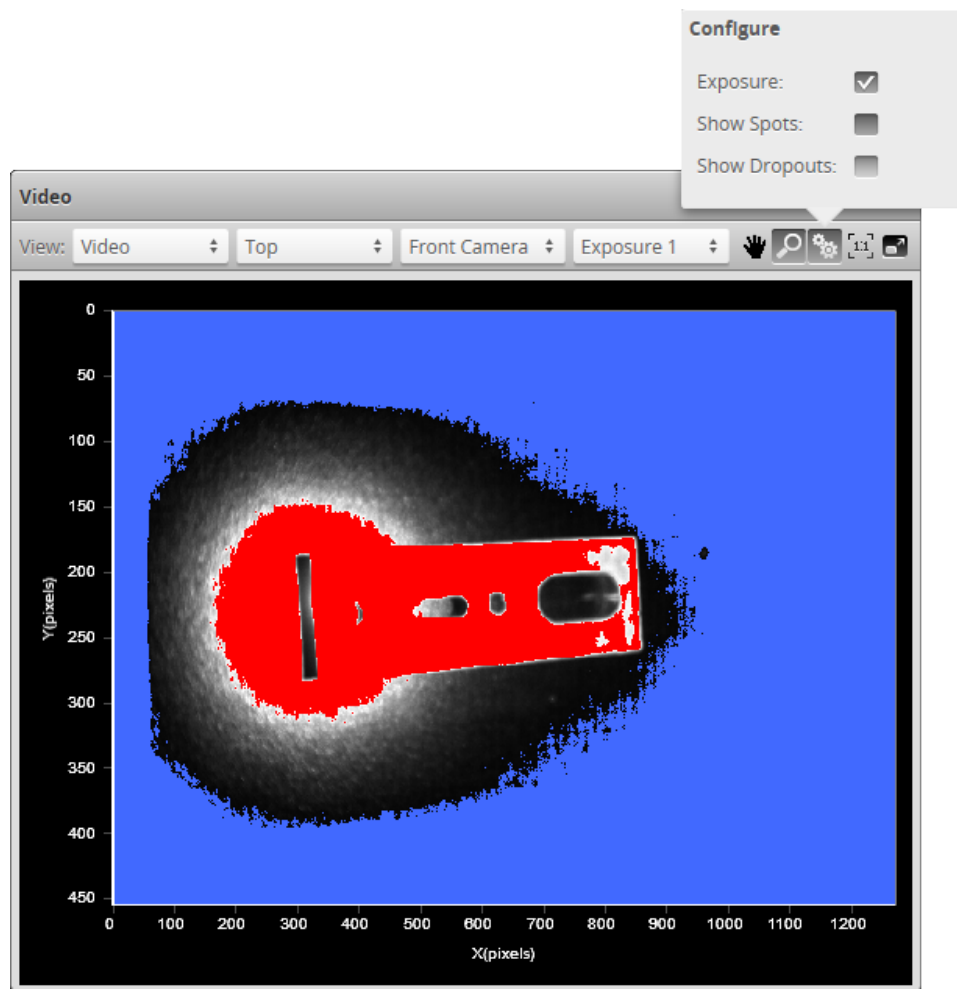 Configure
Exposure:
Show Spots:
Show Dropouts:
Video
View: Video Top Front Camera Exposure 1 1:1
0
50
100
150
200
250
300
350
400
450
Y(pixels)
0 100 200 300 400 500 600 700 800 900 1000 1100 1200
X(pixels)